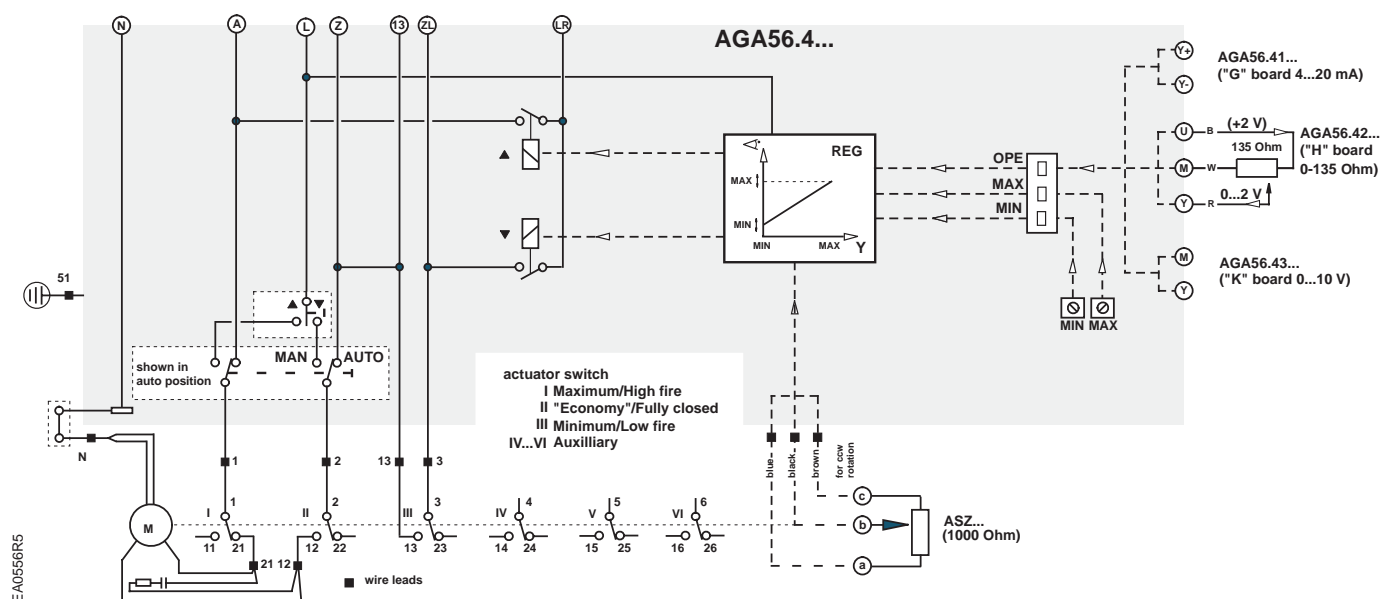 N A L Z 13 ZL LR
AGA56.4...
Y+
Y-
AGA56.41...
("G" board 4...20 mA)
U B (+2 V)
135 Ohm
M W
Y R 0...2 V
AGA56.42...
("H" board
0-135 Ohm)
REG
MAX
MIN
MIN MAX Y
OPE
MAX
MIN
M
Y
AGA56.43...
("K" board 0...10 V)
MIN MAX
51
shown in
auto position
MAN AUTO
actuator switch
I Maximum/High fire
II "Economy"/Fully closed
III Minimum/Low fire
IV...VI Auxilliary
N
1 2 13 3
blue
black
brown
for ccw
rotation
M
I 1 11 21
II 2 12 22
III 3 13 23
IV 4 14 24
V 5 15 25
VI 6 16 26
c
b
a
ASZ...
(1000 Ohm)
21 12
wire leads
EA0556R5